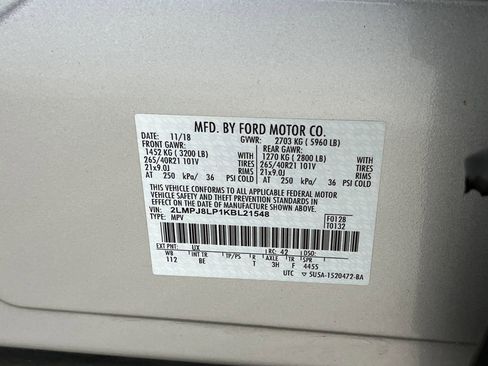 MFD. BY FORD MOTOR CO.
DATE: 11/18 GVWR: 2703 KG ( 5960 LB)
FRONT GAWR: REAR GAWR:
1452 KG ( 3200 LB) 1270 KG ( 2800 LB)
265/40R21 101V TIRES 265/40R21 101V TIRES
21x9.0J RIMS 21x9.0J RIMS
AT 250 kPa/ 36 PSI COLD AT 250 kPa/ 36 PSI COLD
THIS VEHICLE CONFORMS TO ALL APPLICABLE FEDERAL MOTOR
VEHICLE SAFETY AND THEFT PREVENTION STANDARDS IN EFFECT
ON THE DATE OF MANUFACTURE SHOWN ABOVE.
VIN: 2LMPJ8LP1KBL21548 F0128
TYPE: MPV T0132
EXT PNT: UX RC: 42 DSO:
WB INT TR TP/PS R AXLE TR SPR
112 BE T 3H F 4455
UTC 5U5A-1520472-BA